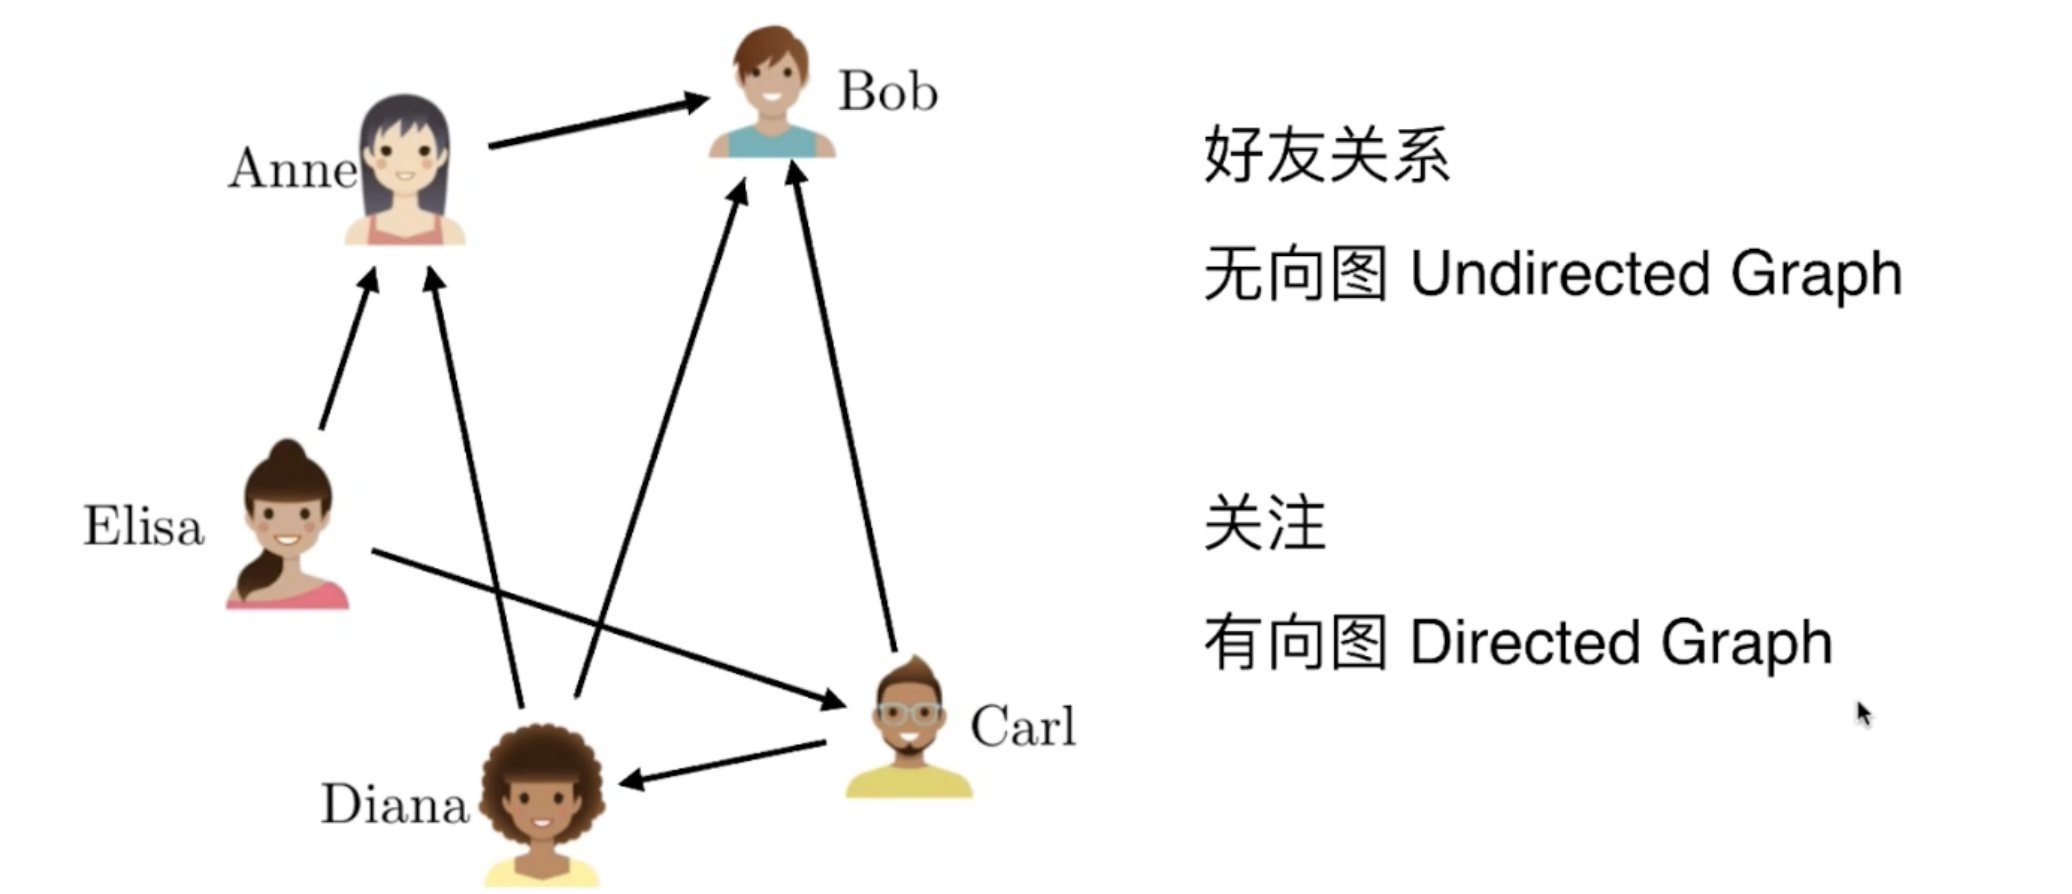 Bob
Anne
Elisa
Carl
Diana
好友关系
无向图 Undirected Graph
关注
有向图 Directed Graph